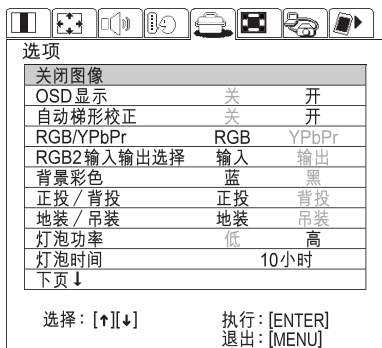 选项
关闭图像
OSD显示 关 开
自动梯形校正 关 开
RGB/YPbPr RGB YPbPr
RGB2输入输出选择 输入 输出
背景彩色 蓝 黑
正投/背投 正投 背投
地装/吊装 地装 吊装
灯泡功率 低 高
灯泡时间 10小时
下页↓
选择:[↑][↓] 执行:[ENTER]
退出:[MENU]